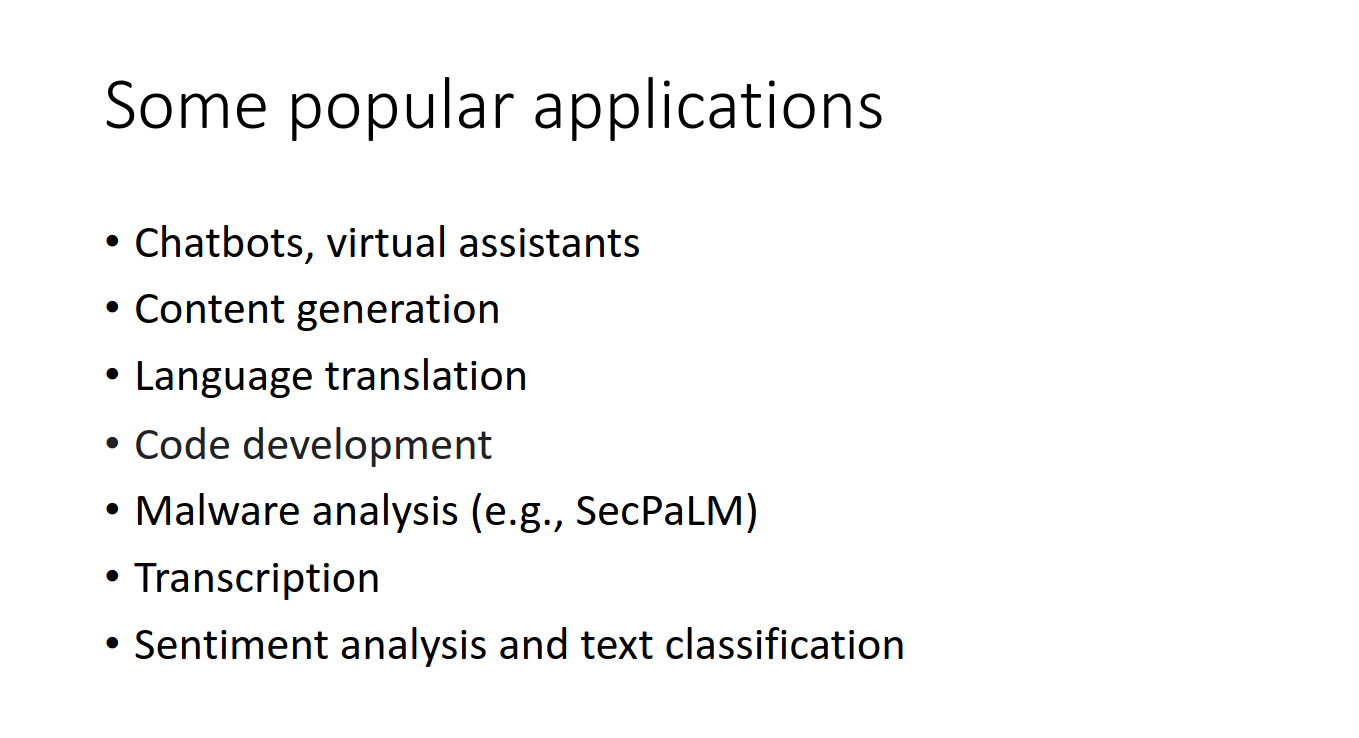 Some popular applications
• Chatbots, virtual assistants
• Content generation
• Language translation
• Code development
• Malware analysis (e.g., SecPaLM)
• Transcription
• Sentiment analysis and text classification